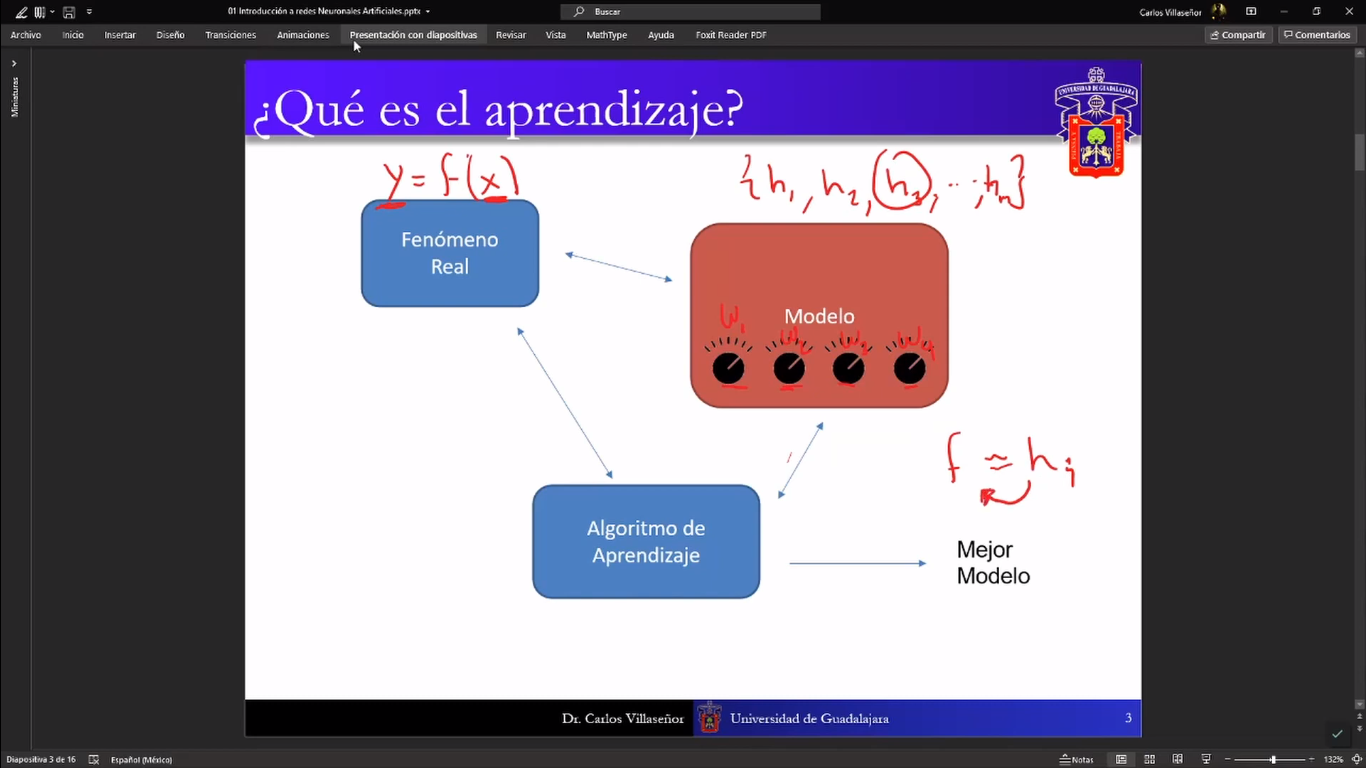 01 Introducción a redes Neuronales Artificiales.pptx
Buscar
Carlos Villaseñor
Archivo Inicio Insertar Diseño Transiciones Animaciones Presentación con diapositivas Revisar Vista MathType Ayuda Foxit Reader PDF Compartir Comentarios
Miniaturas
¿Qué es el aprendizaje?
UNIVERSIDAD DE GUADALAJARA
y = f(x)
{h₁, h₂, h₃, ...; hₙ}
Fenómeno
Real
Modelo
W₁ W₂ W₃ W₄
f ≈ hᵢ
Algoritmo de
Aprendizaje
Mejor
Modelo
Dr. Carlos Villaseñor Universidad de Guadalajara 3
Diapositiva 3 de 16 Español (México) Notas 132%